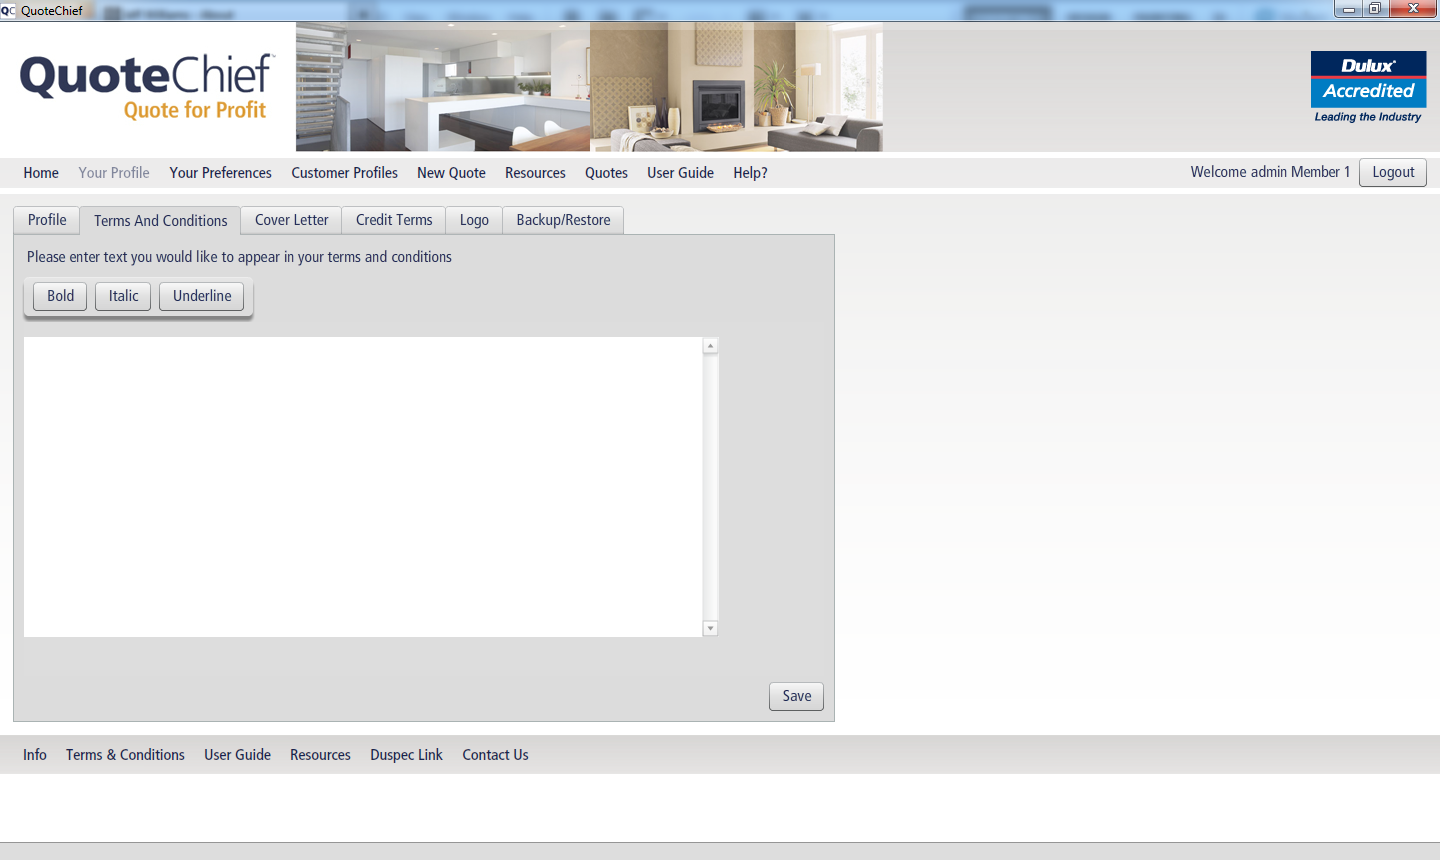 QC QuoteChief
QuoteChief™
Quote for Profit
Dulux®
Accredited
Leading the Industry
Home Your Profile Your Preferences Customer Profiles New Quote Resources Quotes User Guide Help? Welcome admin Member 1 Logout
Profile Terms And Conditions Cover Letter Credit Terms Logo Backup/Restore
Please enter text you would like to appear in your terms and conditions
Bold Italic Underline
Save
Info Terms & Conditions User Guide Resources Duspec Link Contact Us